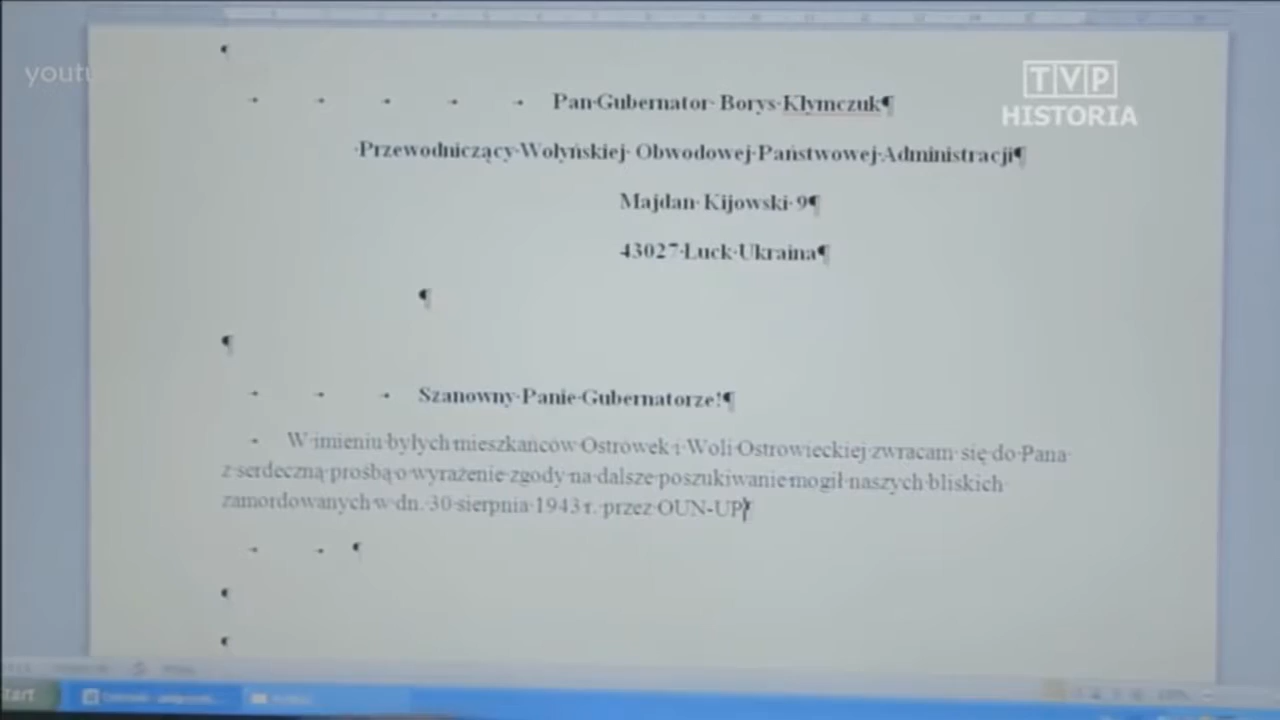 TVP
HISTORIA
Pan Gubernator Borys Kłymczuk¶
Przewodniczący Wołyńskiej Obwodowej Państwowej Administracji¶
Majdan Kijowski 9¶
43027 Łuck Ukraina¶
¶
¶
Szanowny Panie Gubernatorze!¶
W imieniu byłych mieszkańców Ostrówek i Woli Ostrowieckiej zwracam się do Pana
z serdeczną prośbą o wyrażenie zgody na dalsze poszukiwanie mogił naszych bliskich
zamordowanych w dn. 30 sierpnia 1943 r. przez OUN-UP
¶
¶
¶